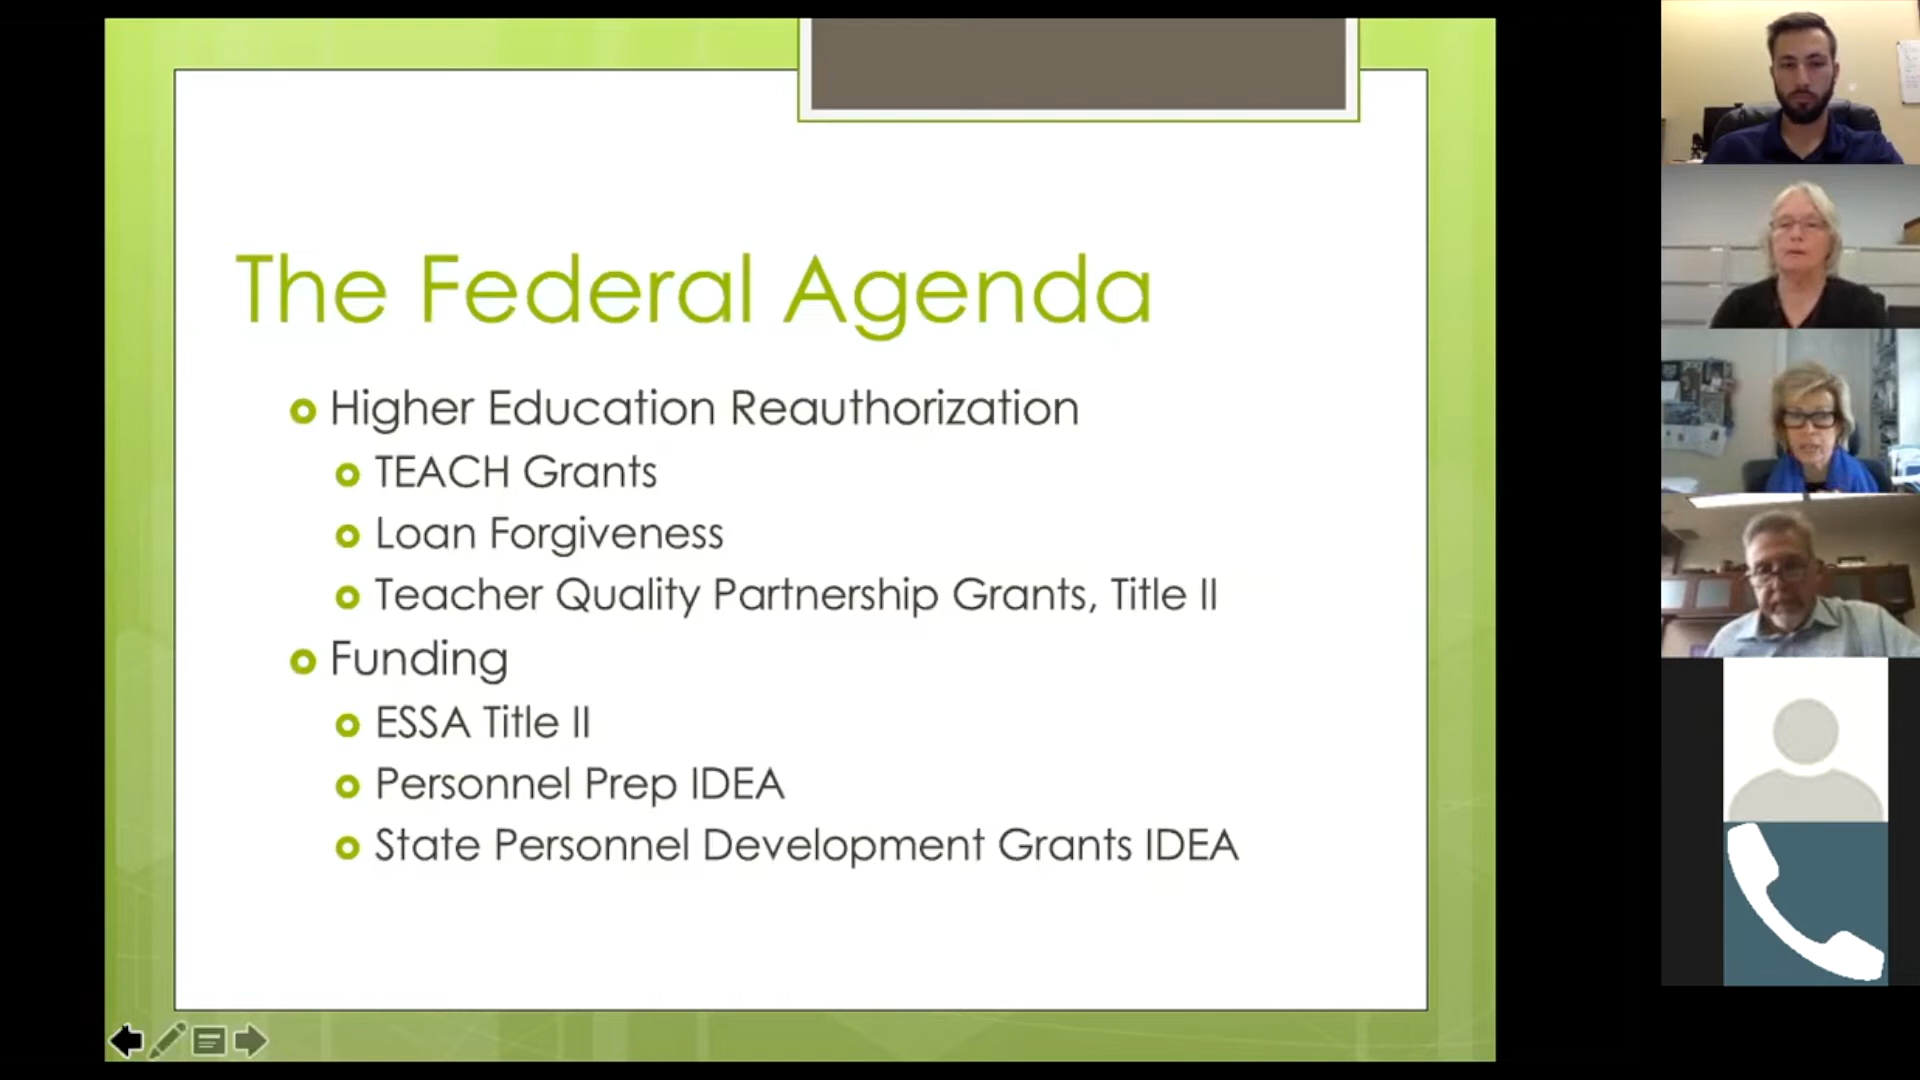 The Federal Agenda
Higher Education Reauthorization
TEACH Grants
Loan Forgiveness
Teacher Quality Partnership Grants, Title II
Funding
ESSA Title II
Personnel Prep IDEA
State Personnel Development Grants IDEA